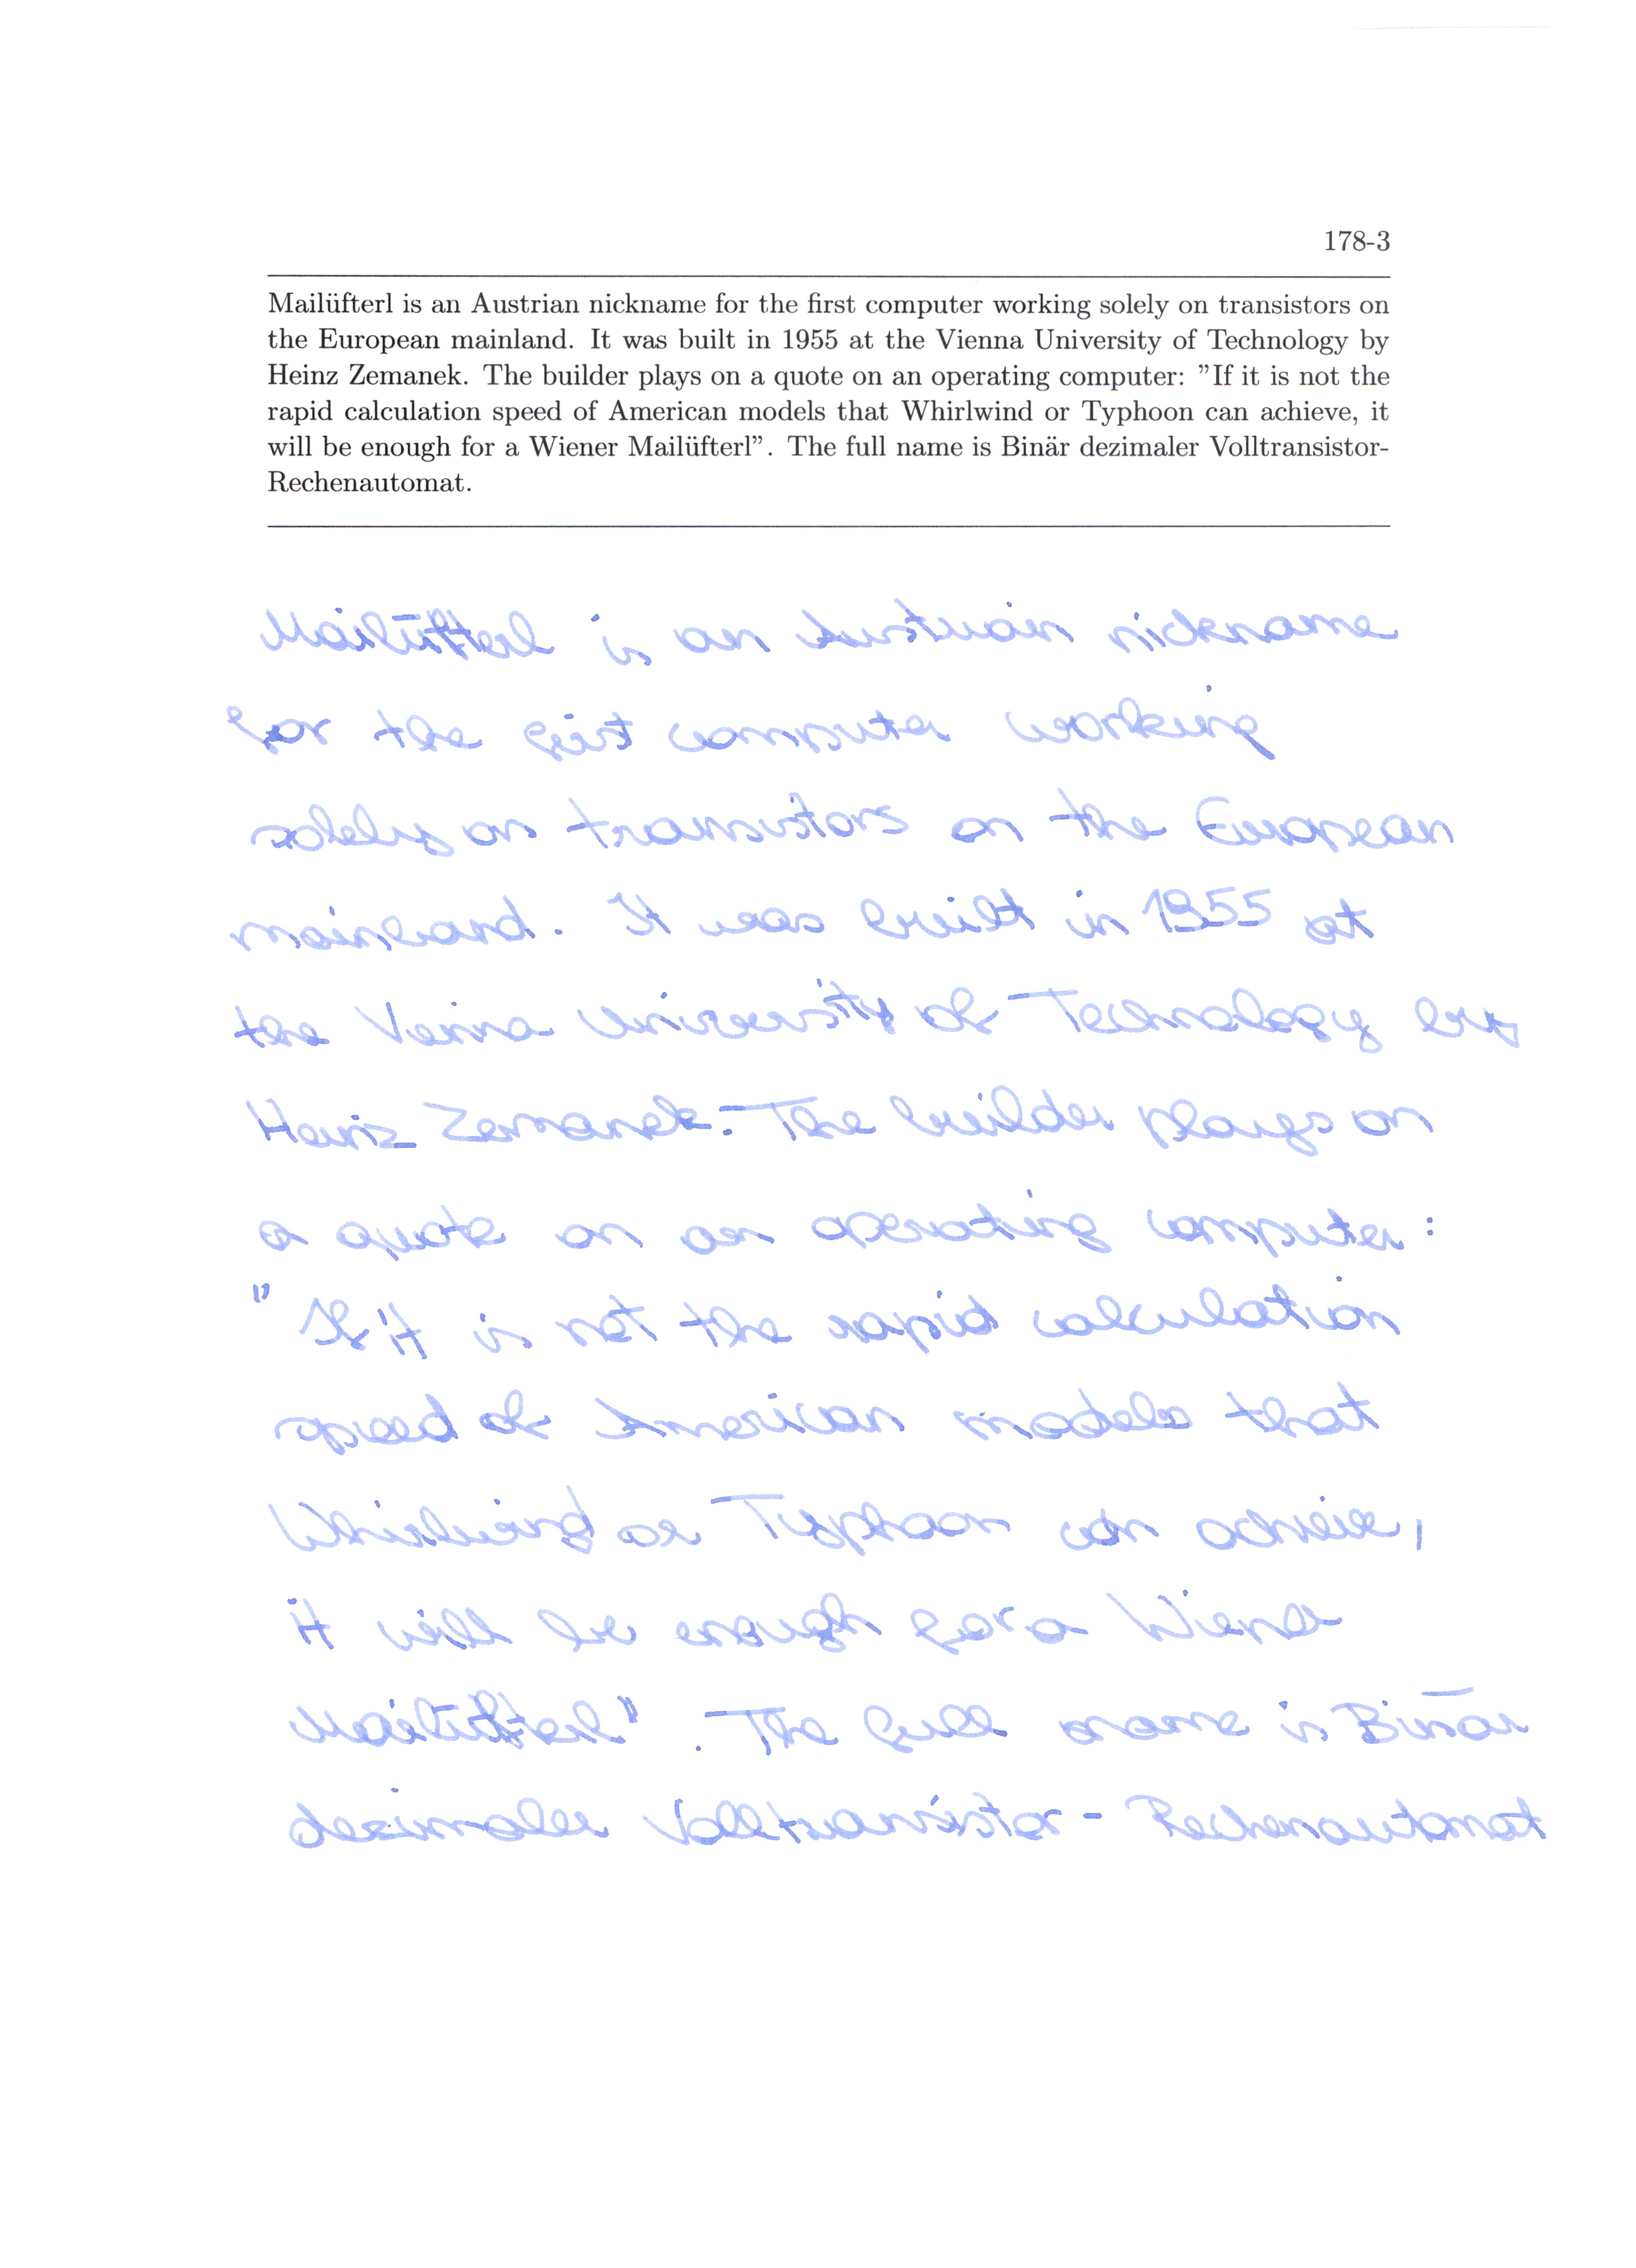 178-3
Mailüfterl is an Austrian nickname for the first computer working solely on transistors on
the European mainland. It was built in 1955 at the Vienna University of Technology by
Heinz Zemanek. The builder plays on a quote on an operating computer: "If it is not the
rapid calculation speed of American models that Whirlwind or Typhoon can achieve, it
will be enough for a Wiener Mailüfterl". The full name is Binär dezimaler Volltransistor-
Rechenautomat.
Mailüfterl is an Austrian nickname
for the first computer working
solely on transistors on the European
mainland. It was built in 1955 at
the Veinna University of Technology by
Heinz Zemanek. The builder plays on
a quote on an operating computer:
"If it is not the rapid calculation
speed of American models that
Whirlwind or Typhoon can achieve,
it will be enough for a Wiener
Mailüfterl". The full name is Binär
dezimaler Volltransistor-Rechenautomat